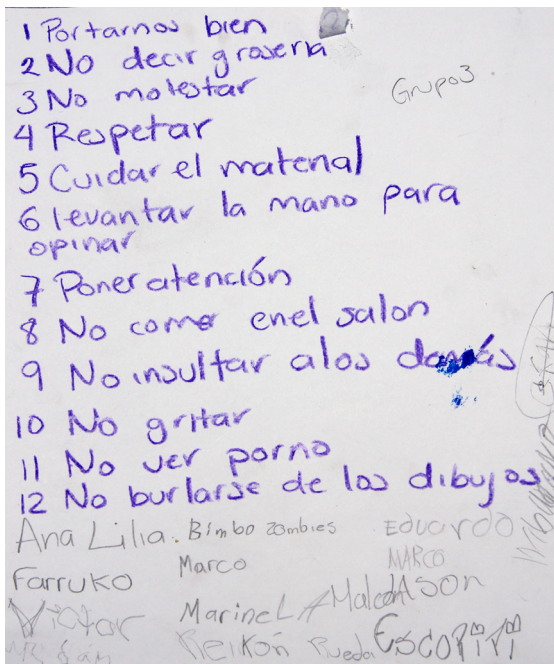 1 Portarnos bien
2 No decir groseria
3 No molestar
Grupo3.
4 Respetar
5 Cuidar el material
6 levantar la mano para
opinar
7 Poner atención
8 No comer enel salon
9 No insultar alos demás
10 No gritar
11 No ver porno
12 No burlarse de los dibujos
Ana Lilia. Bimbo zombies Eduardo
Farruko Marco MARCO
Victor MarineLA Malcom Ason
Reikon Rueda EScoPiPi